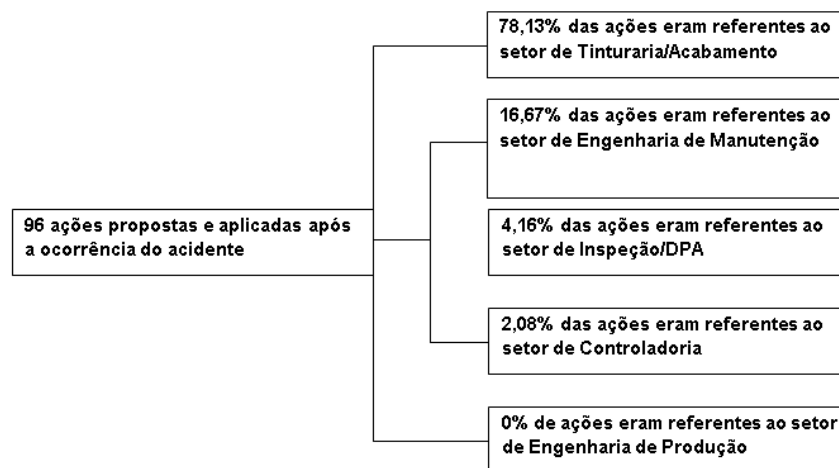 78,13% das ações eram referentes ao
setor de Tinturaria/Acabamento
16,67% das ações eram referentes ao
setor de Engenharia de Manutenção
96 ações propostas e aplicadas após
a ocorrência do acidente
4,16% das ações eram referentes ao
setor de Inspeção/DPA
2,08% das ações eram referentes ao
setor de Controladoria
0% de ações eram referentes ao setor
de Engenharia de Produção